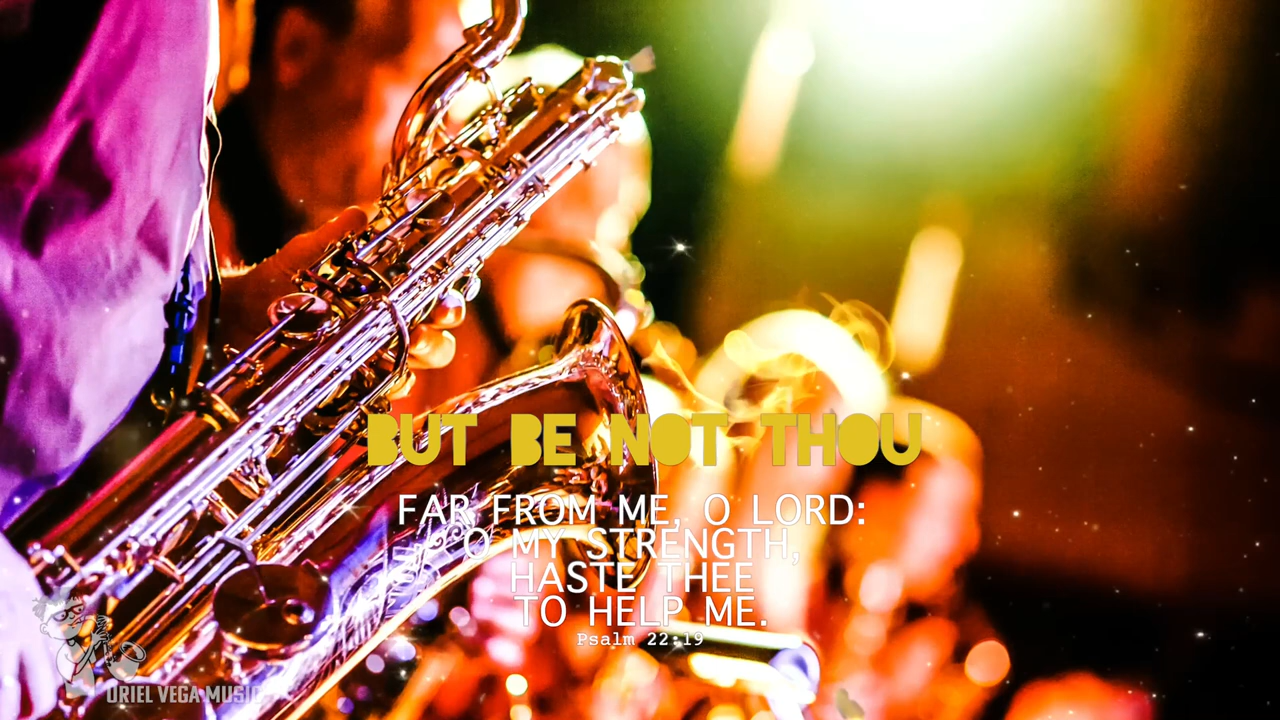 BUT BE NOT THOU
FAR FROM ME, O LORD:
O MY STRENGTH,
HASTE THEE
TO HELP ME.
Psalm 22:19
ORIEL VEGA MUSIC